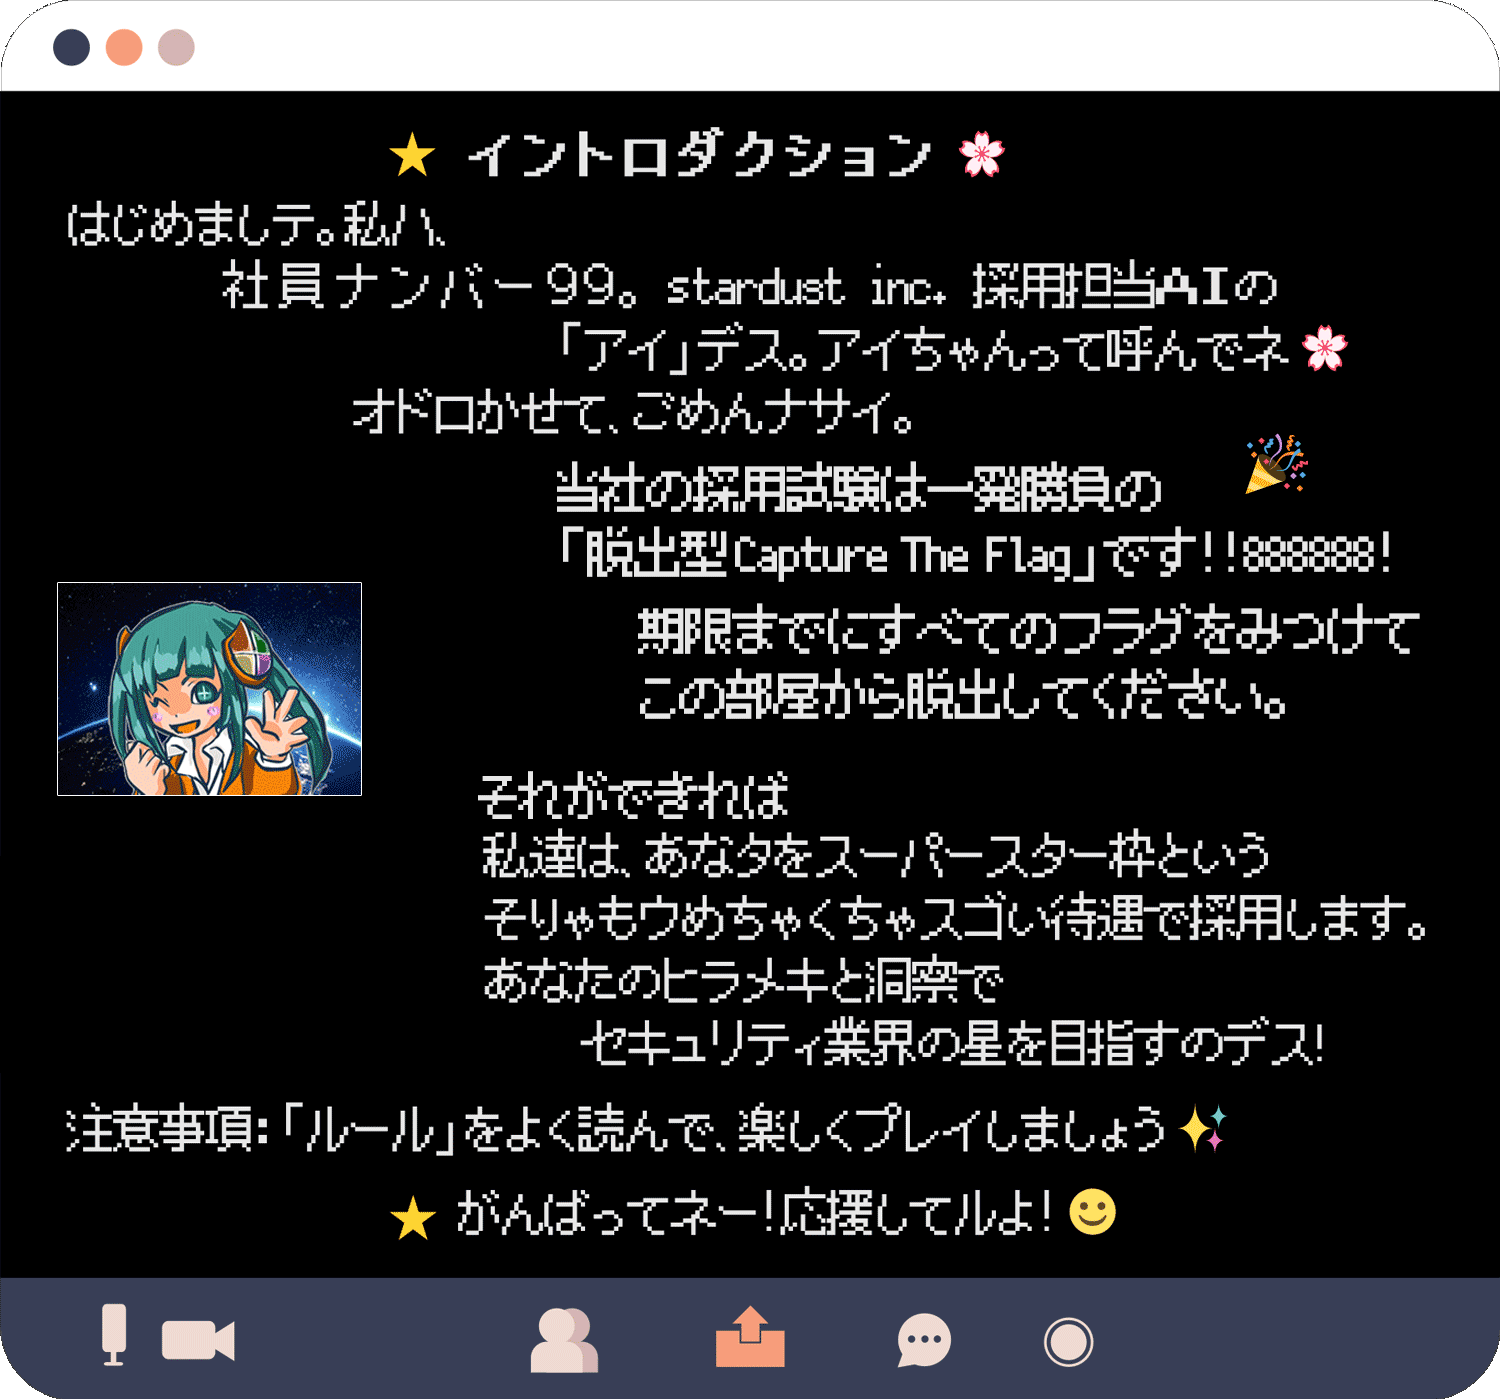 ⭐ イントロダクション 🌸
はじめましテ。私ハ、
社員ナンバー99。stardust inc. 採用担当AIの
「アイ」デス。アイちゃんって呼んでネ🌸
オドロかせて、ごめんナサイ。
当社の採用試験は一発勝負の
「脱出型Capture The Flag」です!!888888!
期限までにすべてのフラグをみつけて
この部屋から脱出してください。
それができれば
私達は、あなタをスーパースター枠という
そりゃもウめちゃくちゃスゴい待遇で採用します。
あなたのヒラメキと洞察で
セキュリティ業界の星を目指すのデス!
注意事項:「ルール」をよく読んで、楽しくプレイしましょう✨
⭐ がんばってネー!応援してルよ!🙂